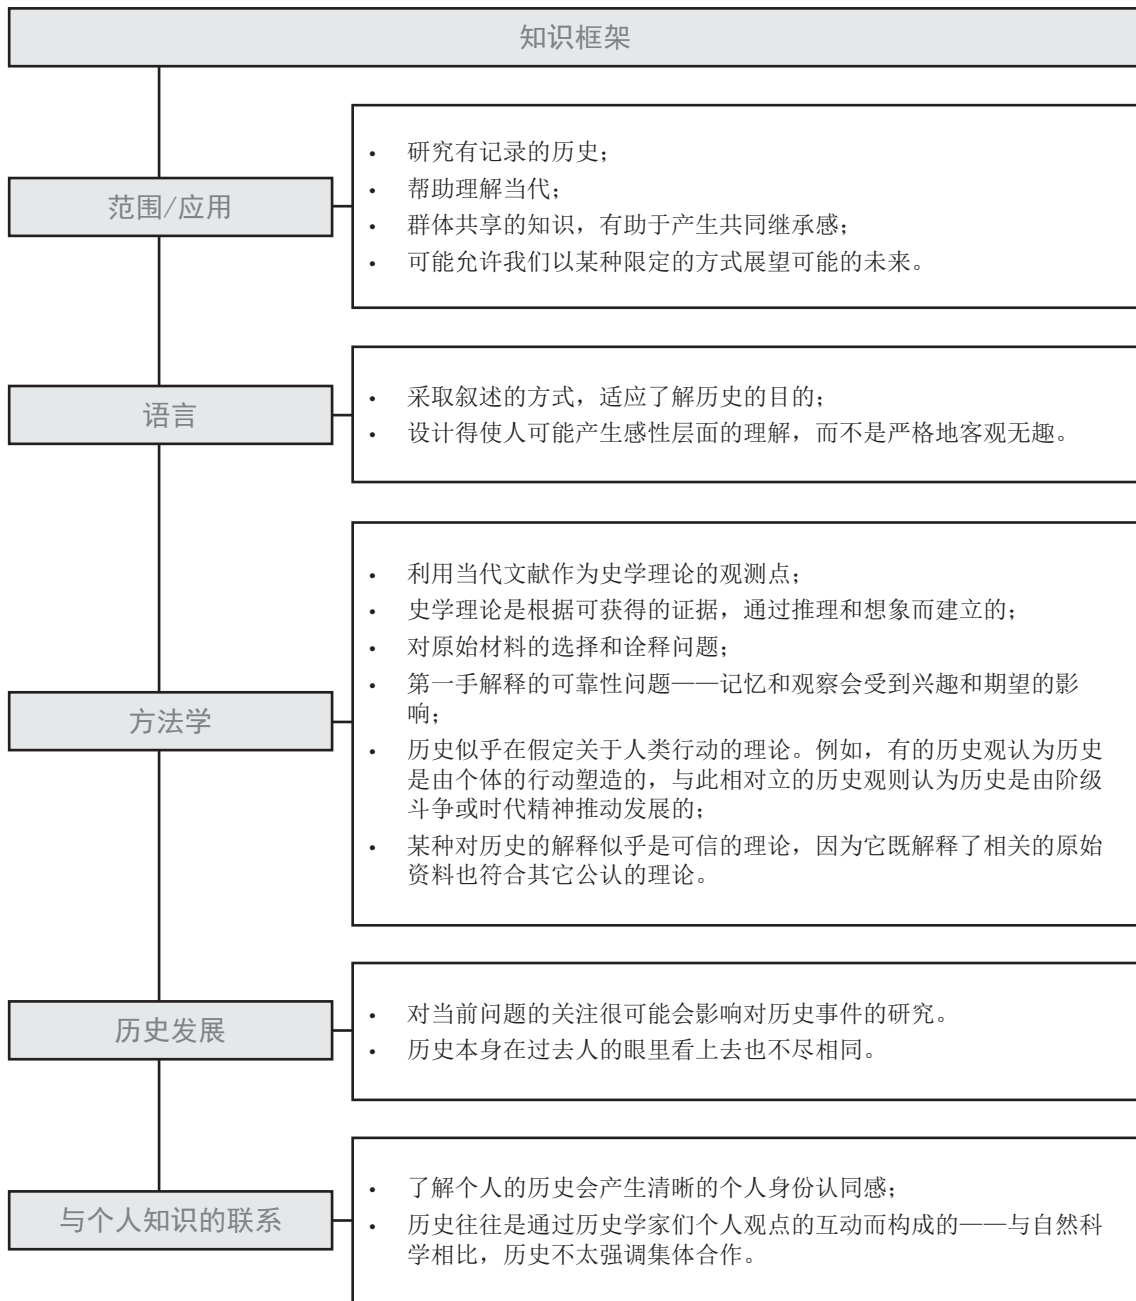 知识框架
范围/应用
• 研究有记录的历史；
• 帮助理解当代；
• 群体共享的知识，有助于产生共同继承感；
• 可能允许我们以某种限定的方式展望可能的未来。
语言
• 采取叙述的方式，适应了解历史的目的；
• 设计得使人可能产生感性层面的理解，而不是严格地客观无趣。
方法学
• 利用当代文献作为史学理论的观测点；
• 史学理论是根据可获得的证据，通过推理和想象而建立的；
• 对原始材料的选择和诠释问题；
• 第一手解释的可靠性问题——记忆和观察会受到兴趣和期望的影
响；
• 历史似乎在假定关于人类行动的理论。例如，有的历史观认为历史
是由个体的行动塑造的，与此相对立的历史观则认为历史是由阶级
斗争或时代精神推动发展的；
• 某种对历史的解释似乎是可信的理论，因为它既解释了相关的原始
资料也符合其它公认的理论。
历史发展
• 对当前问题的关注很可能会影响对历史事件的研究。
• 历史本身在过去人的眼里看上去也不尽相同。
与个人知识的联系
• 了解个人的历史会产生清晰的个人身份认同感；
• 历史往往是通过历史学家们个人观点的互动而构成的——与自然科
学相比，历史不太强调集体合作。